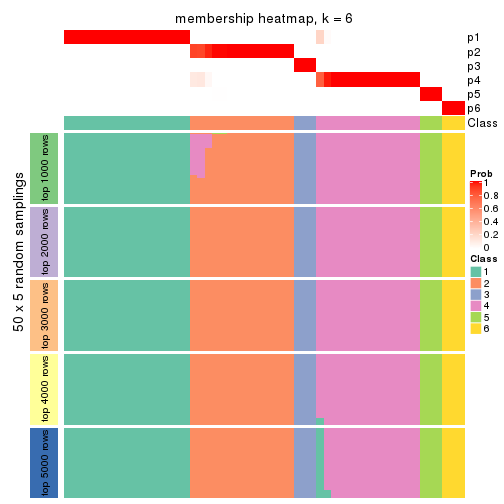 membership heatmap, k = 6
p1
p2
p3
p4
p5
p6
Class
50 x 5 random samplings
top 1000 rows
top 2000 rows
top 3000 rows
top 4000 rows
top 5000 rows
Prob
1
0.8
0.6
0.4
0.2
0
Class
1
2
3
4
5
6